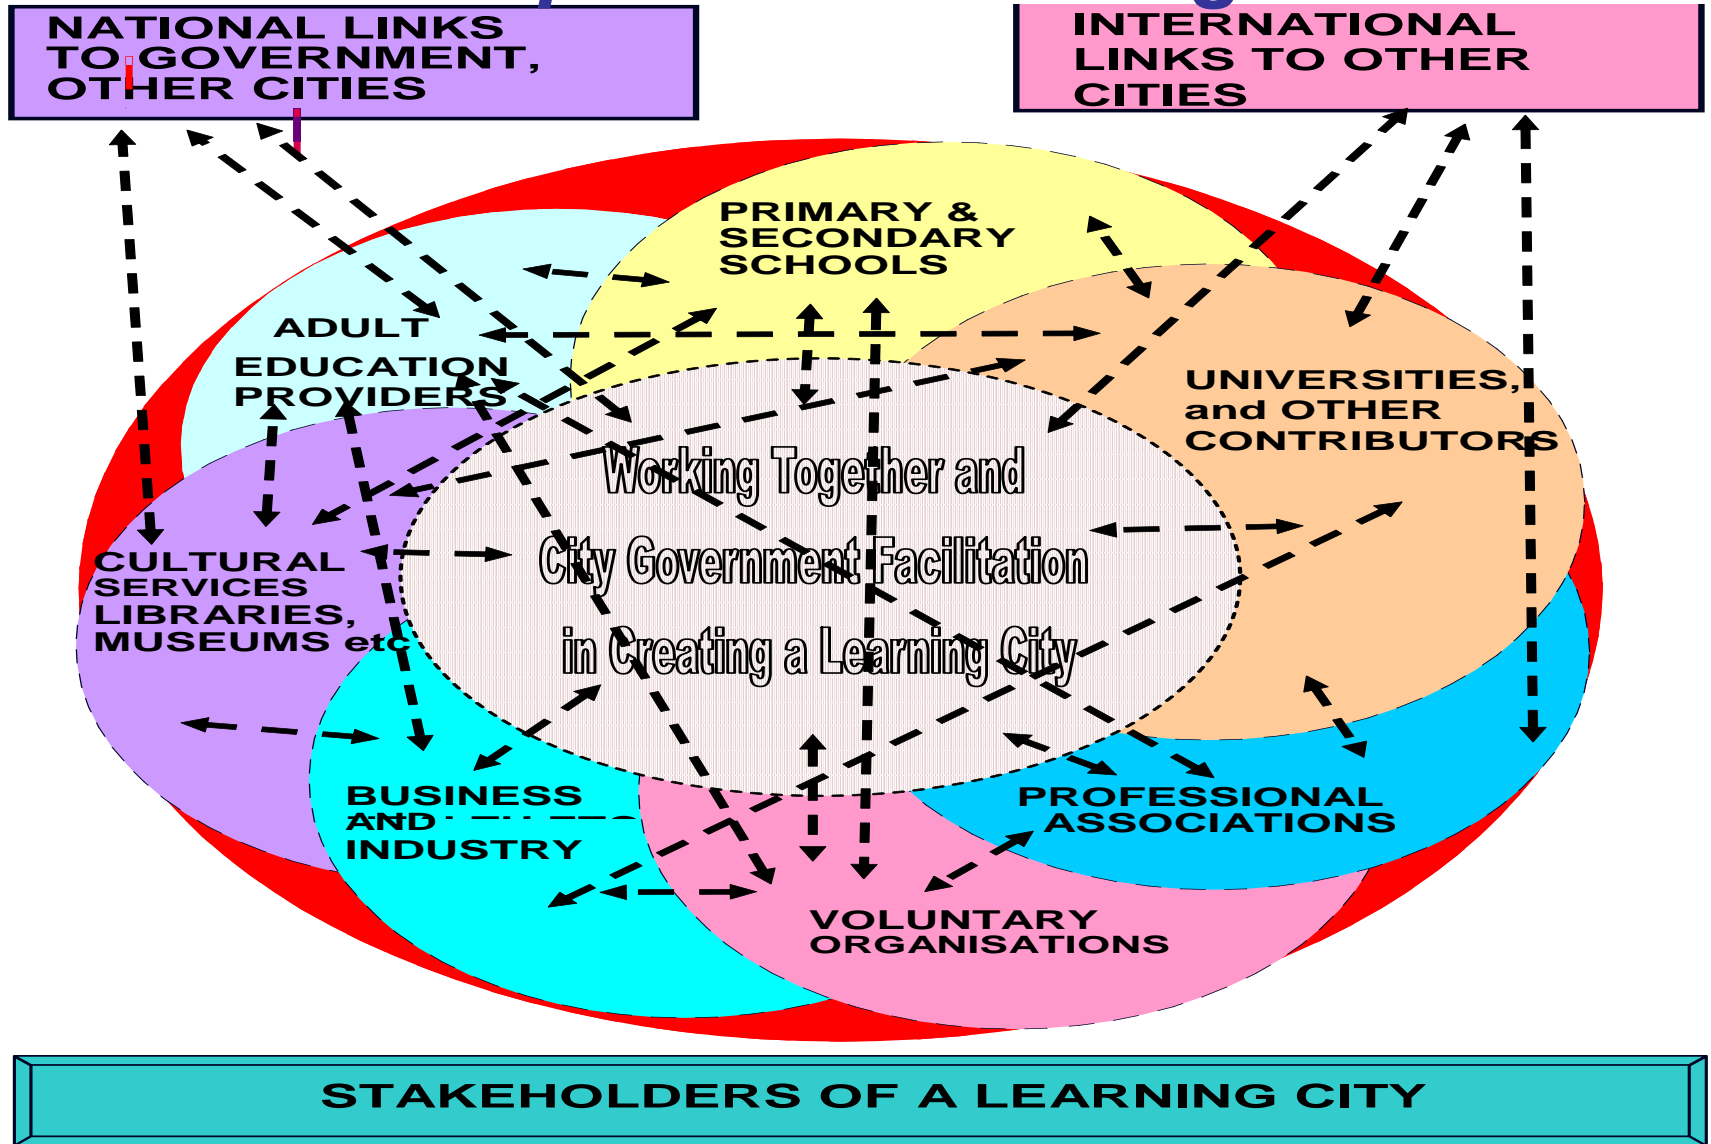 NATIONAL LINKS
TO GOVERNMENT,
OTHER CITIES
INTERNATIONAL
LINKS TO OTHER
CITIES
PRIMARY &
SECONDARY
SCHOOLS
ADULT
EDUCATION
PROVIDERS
UNIVERSITIES,
and OTHER
CONTRIBUTORS
Working Together and
City Government Facilitation
in Creating a Learning City
CULTURAL
SERVICES
LIBRARIES,
MUSEUMS etc
BUSINESS
AND
INDUSTRY
PROFESSIONAL
ASSOCIATIONS
VOLUNTARY
ORGANISATIONS
STAKEHOLDERS OF A LEARNING CITY